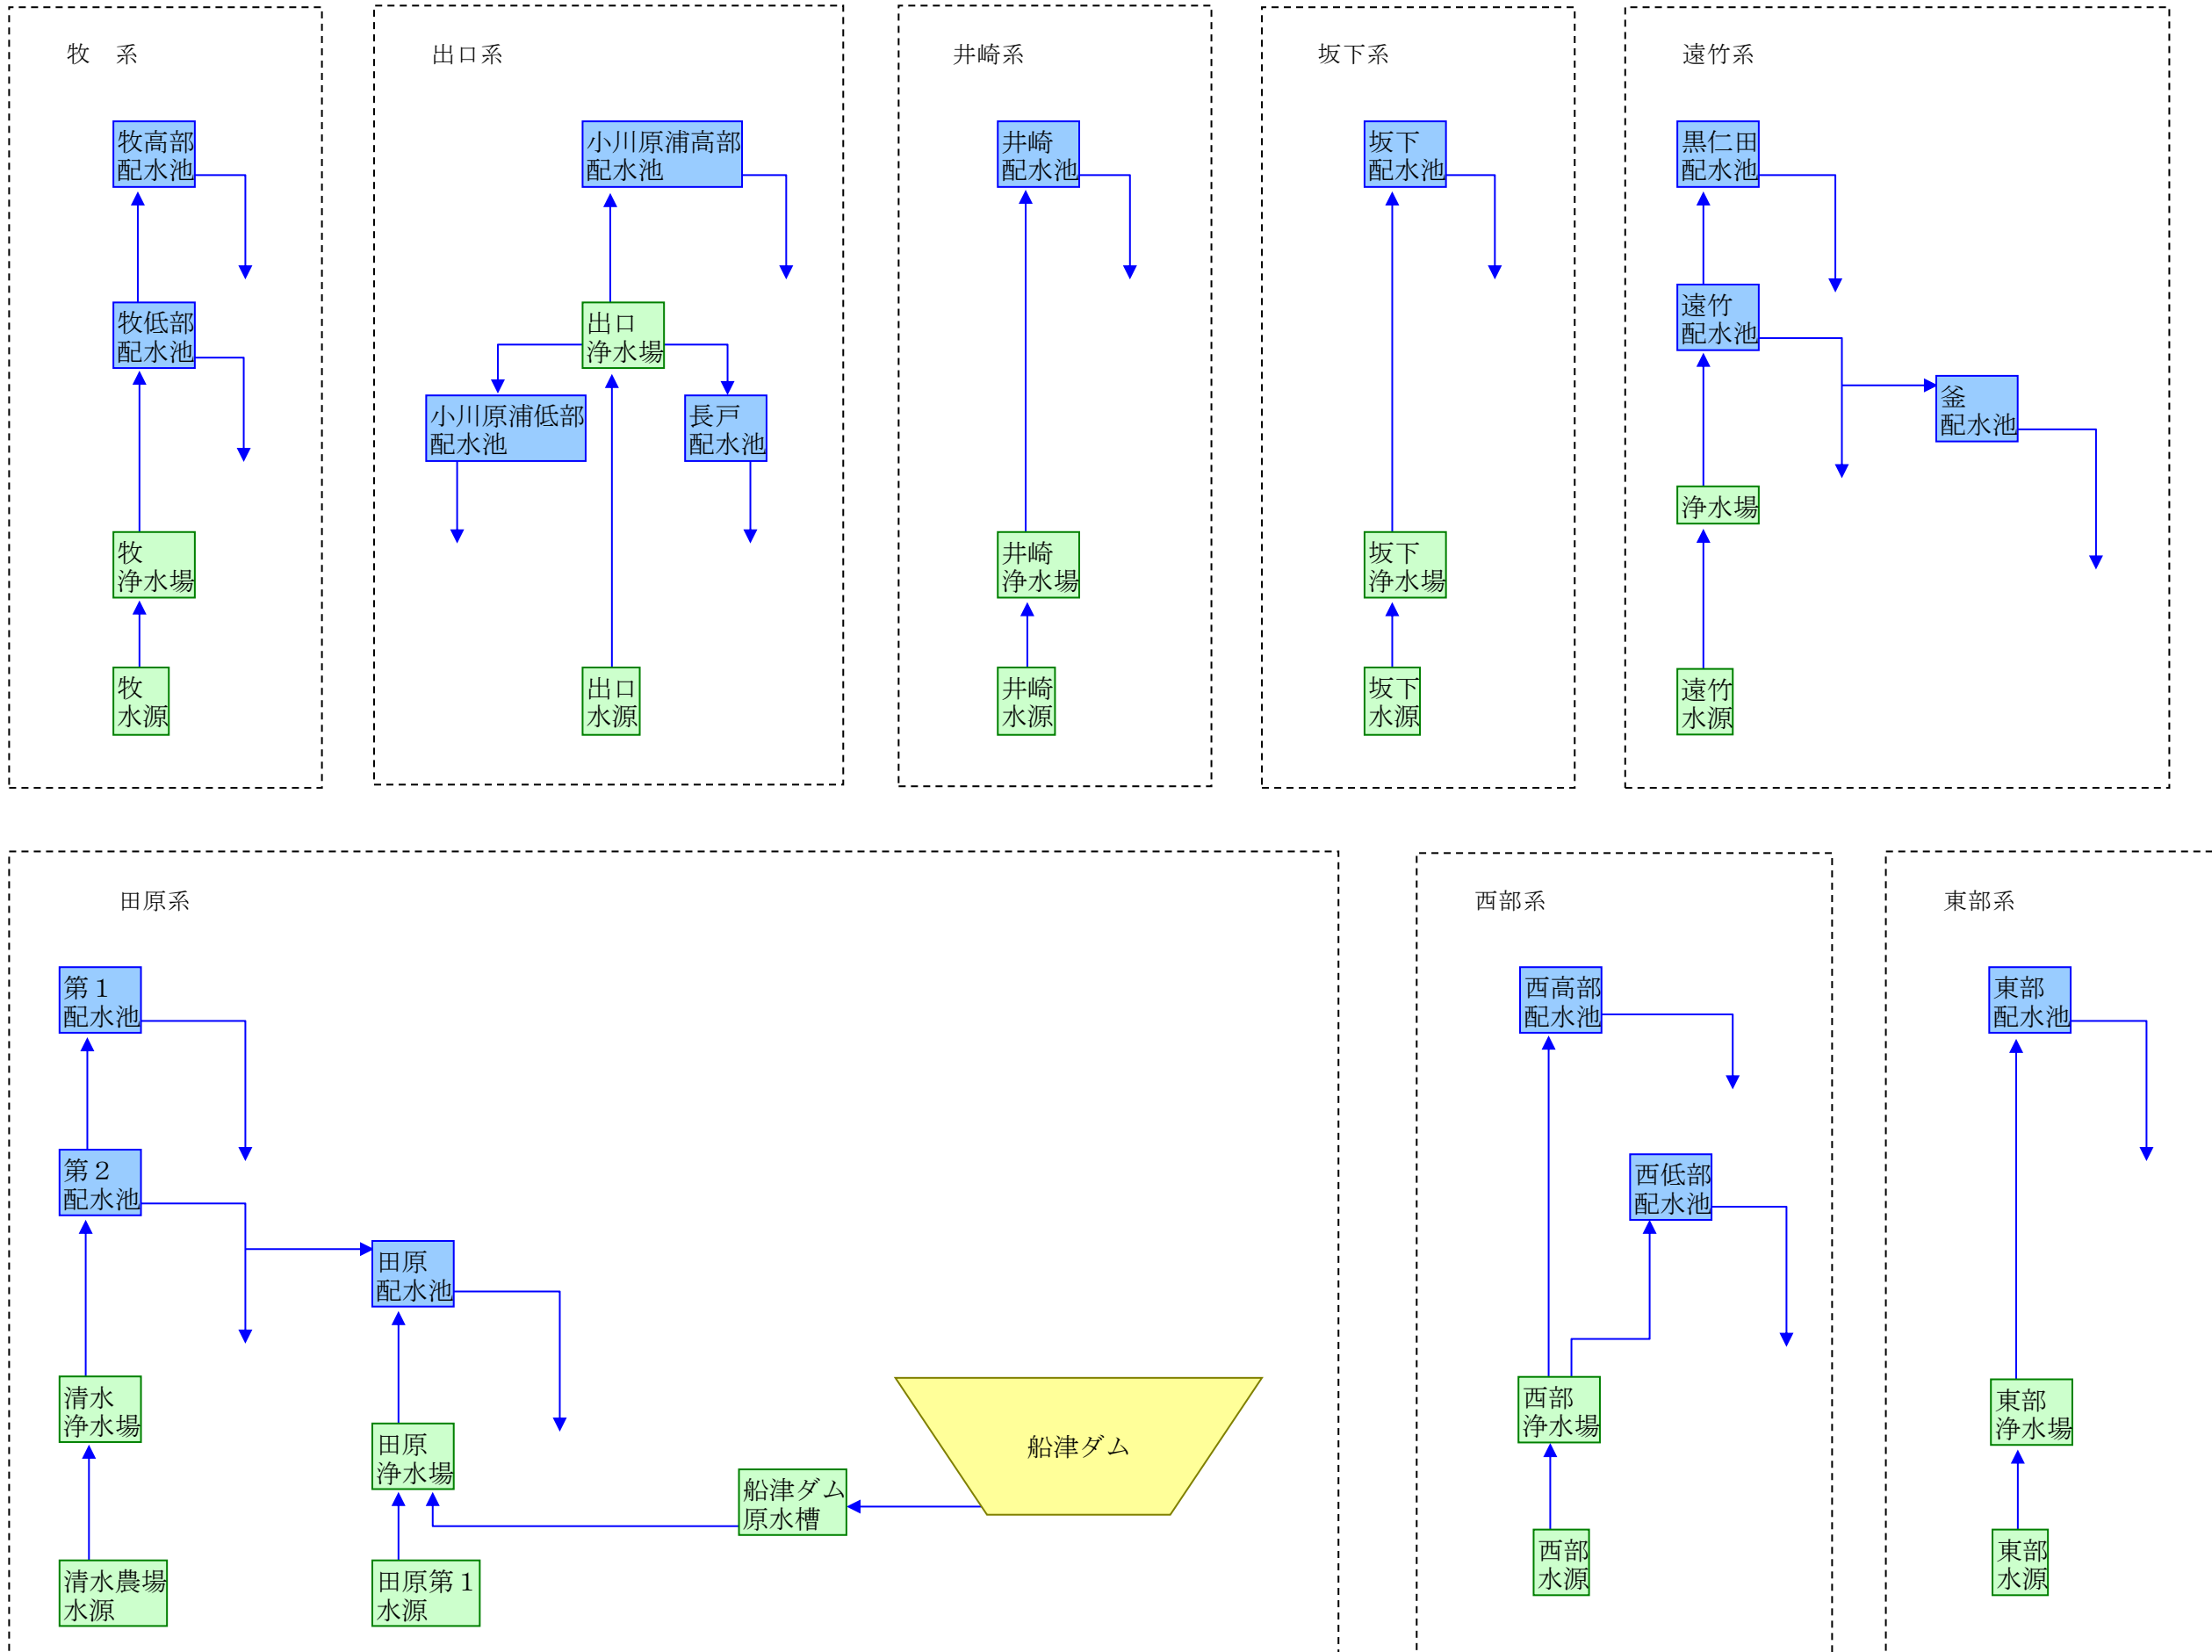 牧　系
牧高部
配水池
牧低部
配水池
牧
浄水場
牧
水源
出口系
小川原浦高部
配水池
出口
浄水場
小川原浦低部
配水池
長戸
配水池
出口
水源
井崎系
井崎
配水池
井崎
浄水場
井崎
水源
坂下系
坂下
配水池
坂下
浄水場
坂下
水源
遠竹系
黒仁田
配水池
遠竹
配水池
釜
配水池
浄水場
遠竹
水源
田原系
第１
配水池
第２
配水池
田原
配水池
清水
浄水場
田原
浄水場
船津ダム
船津ダム
原水槽
清水農場
水源
田原第１
水源
西部系
西高部
配水池
西低部
配水池
西部
浄水場
西部
水源
東部系
東部
配水池
東部
浄水場
東部
水源